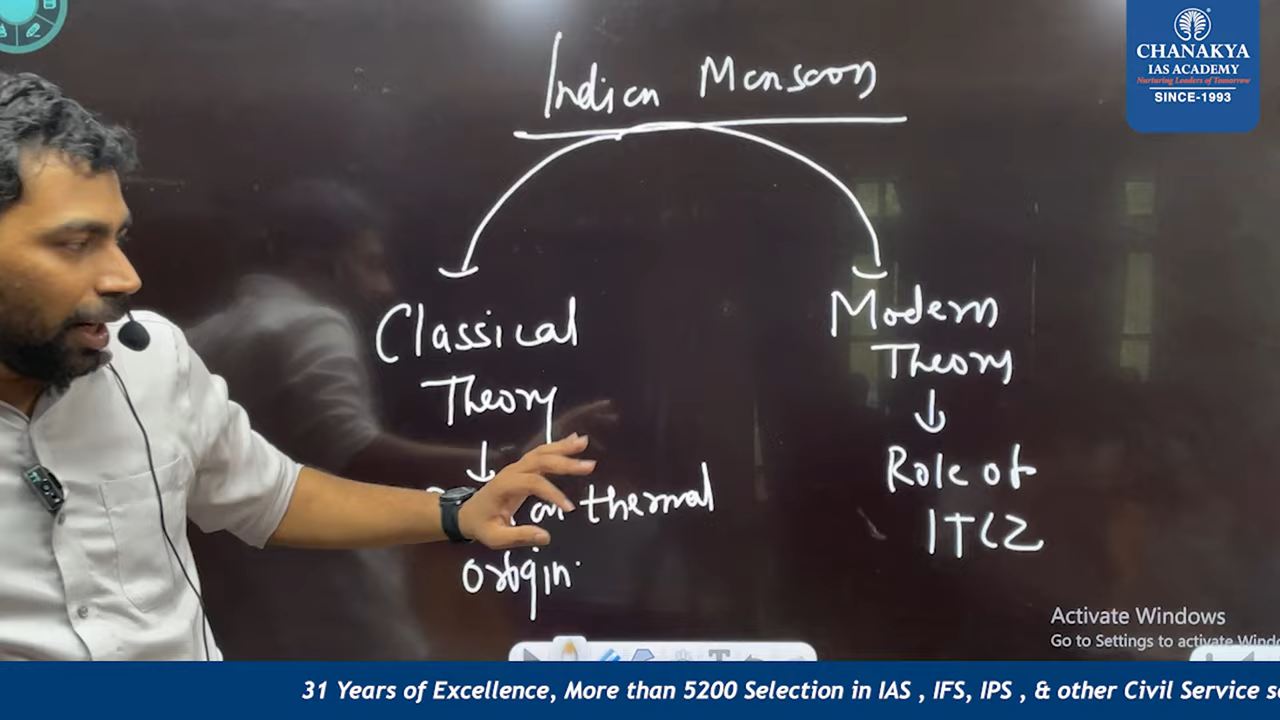 CHANAKYA
IAS ACADEMY
Nurturing Leaders of Tomorrow
SINCE-1993
Indian Monsoon
Classical
Theory
thermal
origin
Modern
Theory
Role of
ITCZ
Activate Windows
Go to Settings to activate
31 Years of Excellence, More than 5200 Selection in IAS , IFS, IPS , & other Civil Service